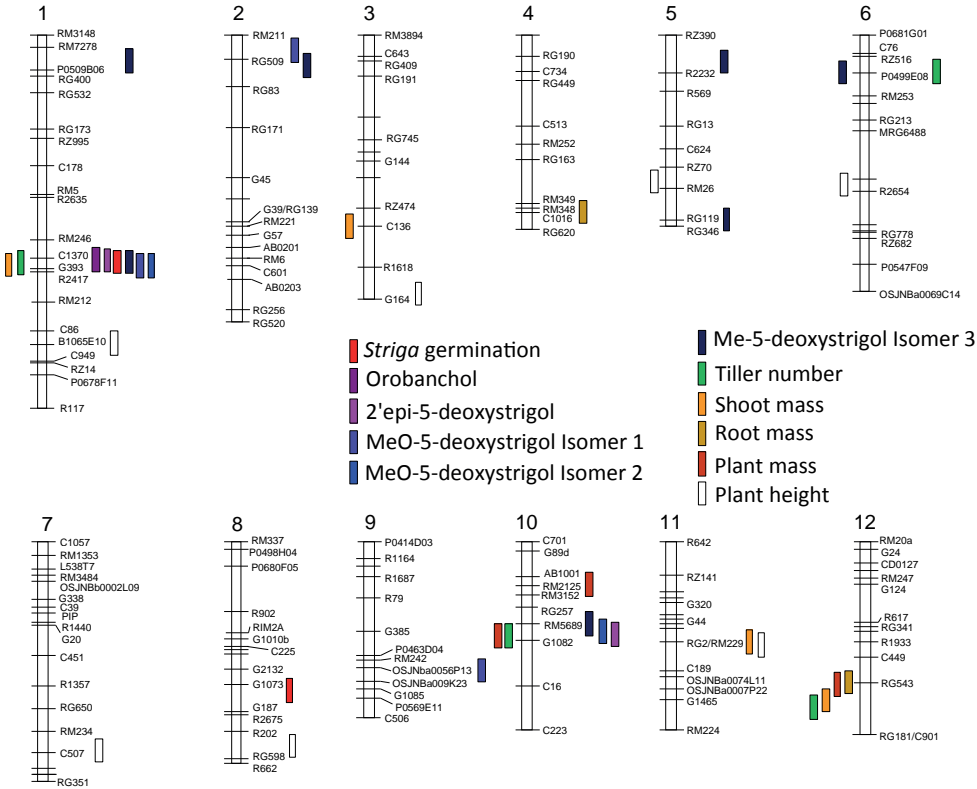 1
RM3148
RM7278
P0509B06
RG400
RG532
RG173
RZ995
C178
RM5
R2635
RM246
C1370
G393
R2417
RM212
C86
B1065E10
C949
RZ14
P0678F11
R117
2
RM211
RG509
RG83
RG171
G45
G39/RG139
RM221
G57
AB0201
RM6
C601
AB0203
RG256
RG520
3
RM3894
C643
RG409
RG191
RG745
G144
RZ474
C136
R1618
G164
4
RG190
C734
RG449
C513
RM252
RG163
RM349
RM348
C1016
RG620
5
RZ390
R2232
R569
RG13
C624
RZ70
RM26
RG119
RG346
6
P0681G01
C76
RZ516
P0499E08
RM253
RG213
MRG6488
R2654
RG778
RZ682
P0547F09
OSJNBa0069C14
Striga germination
Orobanchol
2'epi-5-deoxystrigol
MeO-5-deoxystrigol Isomer 1
MeO-5-deoxystrigol Isomer 2
Me-5-deoxystrigol Isomer 3
Tiller number
Shoot mass
Root mass
Plant mass
Plant height
7
C1057
RM1353
L538T7
RM3484
OSJNBb0002L09
G338
C39
PIP
R1440
G20
C451
R1357
RG650
RM234
C507
RG351
8
RM337
P0498H04
P0680F05
R902
RIM2A
G1010b
C225
G2132
G1073
G187
R2675
R202
RG598
R662
9
P0414D03
R1164
R1687
R79
G385
P0463D04
RM242
OSJNba0056P13
OSJNBa009K23
G1085
P0569E11
C506
10
C701
G89d
AB1001
RM2125
RM3152
RG257
RM5689
G1082
C16
C223
11
R642
RZ141
G320
G44
RG2/RM229
C189
OSJNBa0074L11
OSJNBa0007P22
G1465
RM224
12
RM20a
G24
CD0127
RM247
G124
R617
RG341
R1933
C449
RG543
RG181/C901